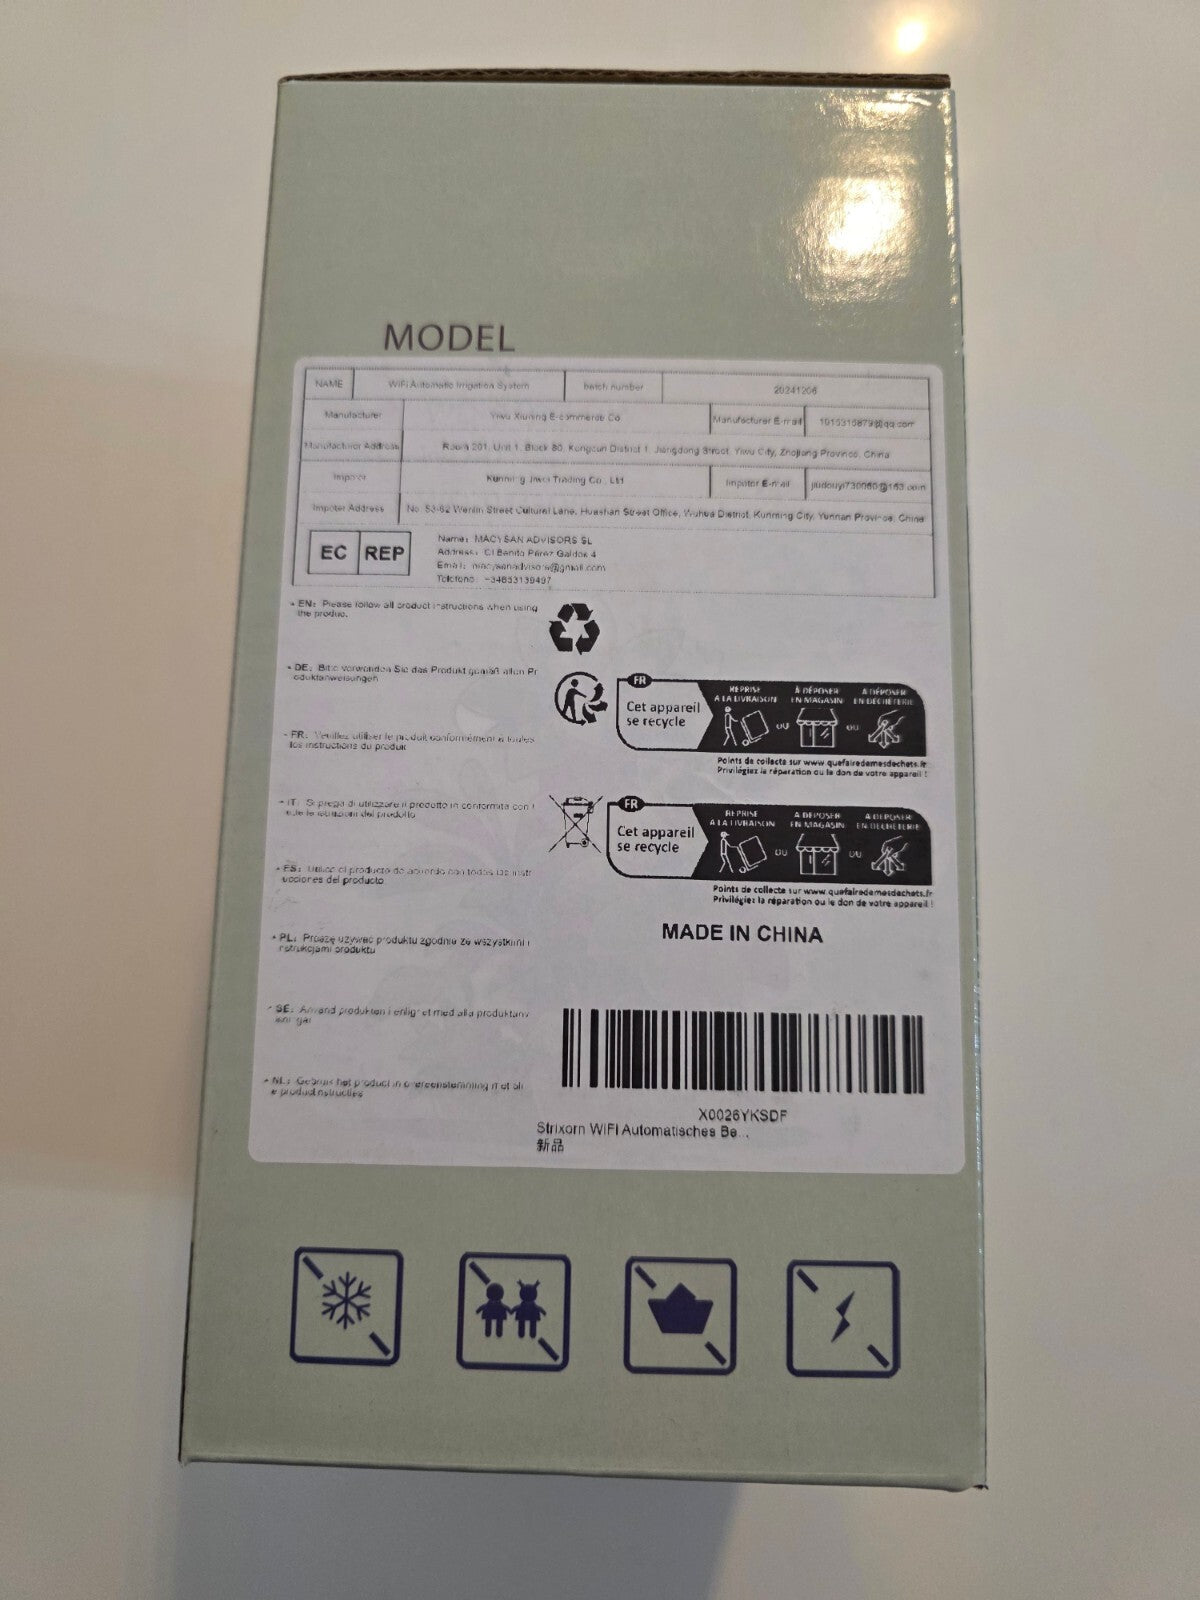 MODEL
NAME WiFi Automatic Irrigation System batch number 20241206
Manufacturer Yiwu Xiuning E-commerce Co. Manufacturer E-mail
Manufacturer Address Room 201, Unit 1, Block 80, Kongcun District 1, Jiangdong Street, Yiwu City, Zhejiang Province, China
Kunming Trading Co., Ltd Impoter E-mail
Impoter Address No. 53-62 Wenlin Street Cultural Lane, Huashan Street Office, Wuhua District, Kunming City, Yunnan Province, China
EC REP
Name: MACYSAN ADVISORS SL
Address: Cl Benito Pérez Galdos 4
Email: macysanadvisors@gmail.com
• EN: Please follow all product instructions when using
the produc.
• DE: Bitte verwenden Sie das Produkt gemäß allen Pr
oduktanweisungen
• FR: Veuillez utiliser le produit conformément à toutes
les instructions du produit
• IT: Si prega di utilizzare il prodotto in conformità con t
utte le istruzioni del prodotto
• ES: Utilice el producto de acuerdo con todas las instr
ucciones del producto
• PL: Proszę używać produktu zgodnie ze wszystkimi i
nstrukcjami produktu
• SE: Använd produkten i enlighet med alla produktanv
isningar
• NL: Gebruik het product in overeenstemming met all
e productinstructies
FR
Cet appareil
se recycle
REPRISE
À LA LIVRAISON
OU
À DÉPOSER
EN MAGASIN
OU
À DÉPOSER
EN DÉCHÈTERIE
Points de collecte sur www.quefairedemesdechets.fr
Privilégiez la réparation ou le don de votre appareil !
FR
Cet appareil
se recycle
REPRISE
À LA LIVRAISON
OU
À DÉPOSER
EN MAGASIN
OU
À DÉPOSER
EN DÉCHÈTERIE
Points de collecte sur www.quefairedemesdechets.fr
Privilégiez la réparation ou le don de votre appareil !
MADE IN CHINA
X0026YKSDF
Strixorn WiFi Automatisches Be...
新品